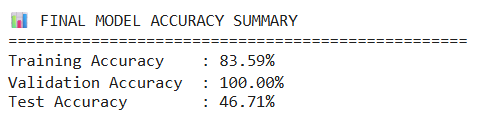 📊 FINAL MODEL ACCURACY SUMMARY
==================================================
Training Accuracy    : 83.59%
Validation Accuracy  : 100.00%
Test Accuracy        : 46.71%